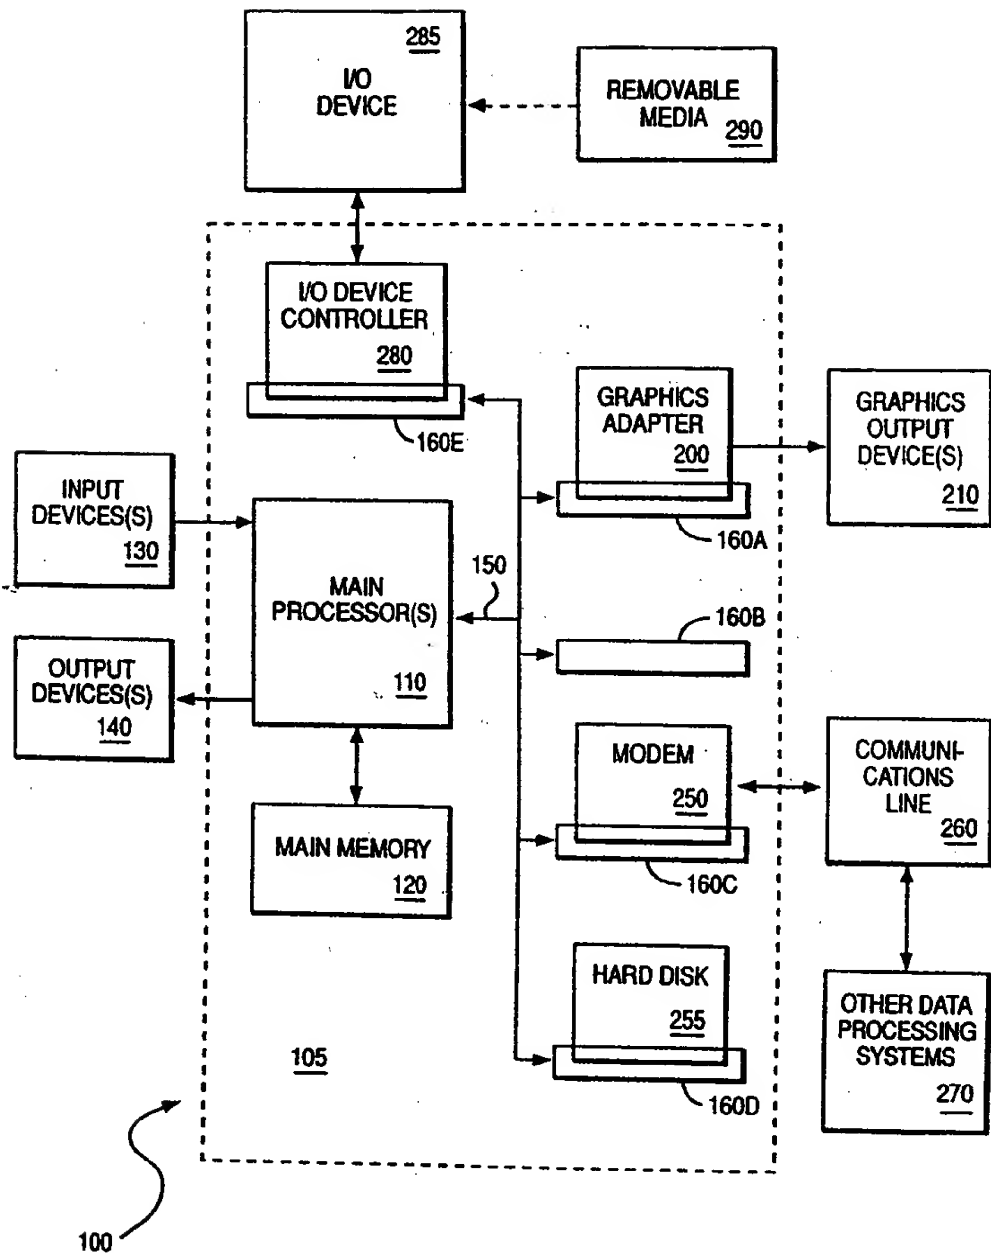 285
I/O
DEVICE
REMOVABLE
MEDIA
290
I/O DEVICE
CONTROLLER
280
160E
GRAPHICS
ADAPTER
200
160A
GRAPHICS
OUTPUT
DEVICE(S)
210
INPUT
DEVICES(S)
130
MAIN
PROCESSOR(S)
110
150
160B
OUTPUT
DEVICES(S)
140
MODEM
250
160C
COMMUNI-
CATIONS
LINE
260
MAIN MEMORY
120
HARD DISK
255
160D
OTHER DATA
PROCESSING
SYSTEMS
270
105
100